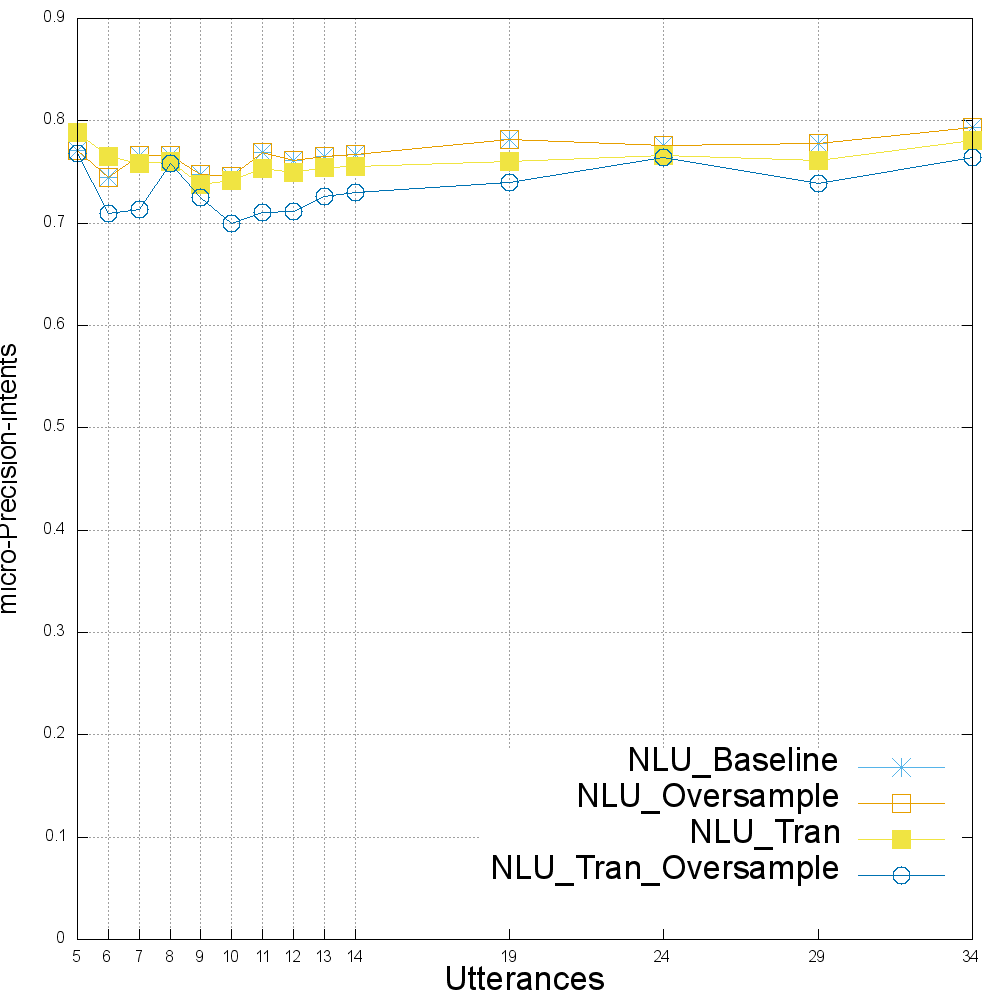 0.9
0.8
0.7
0.6
0.5
0.4
0.3
0.2
0.1
0
micro-Precision-intents
NLU_Baseline
NLU_Oversample
NLU_Tran
NLU_Tran_Oversample
5 6 7 8 9 10 11 12 13 14 19 24 29 34
Utterances